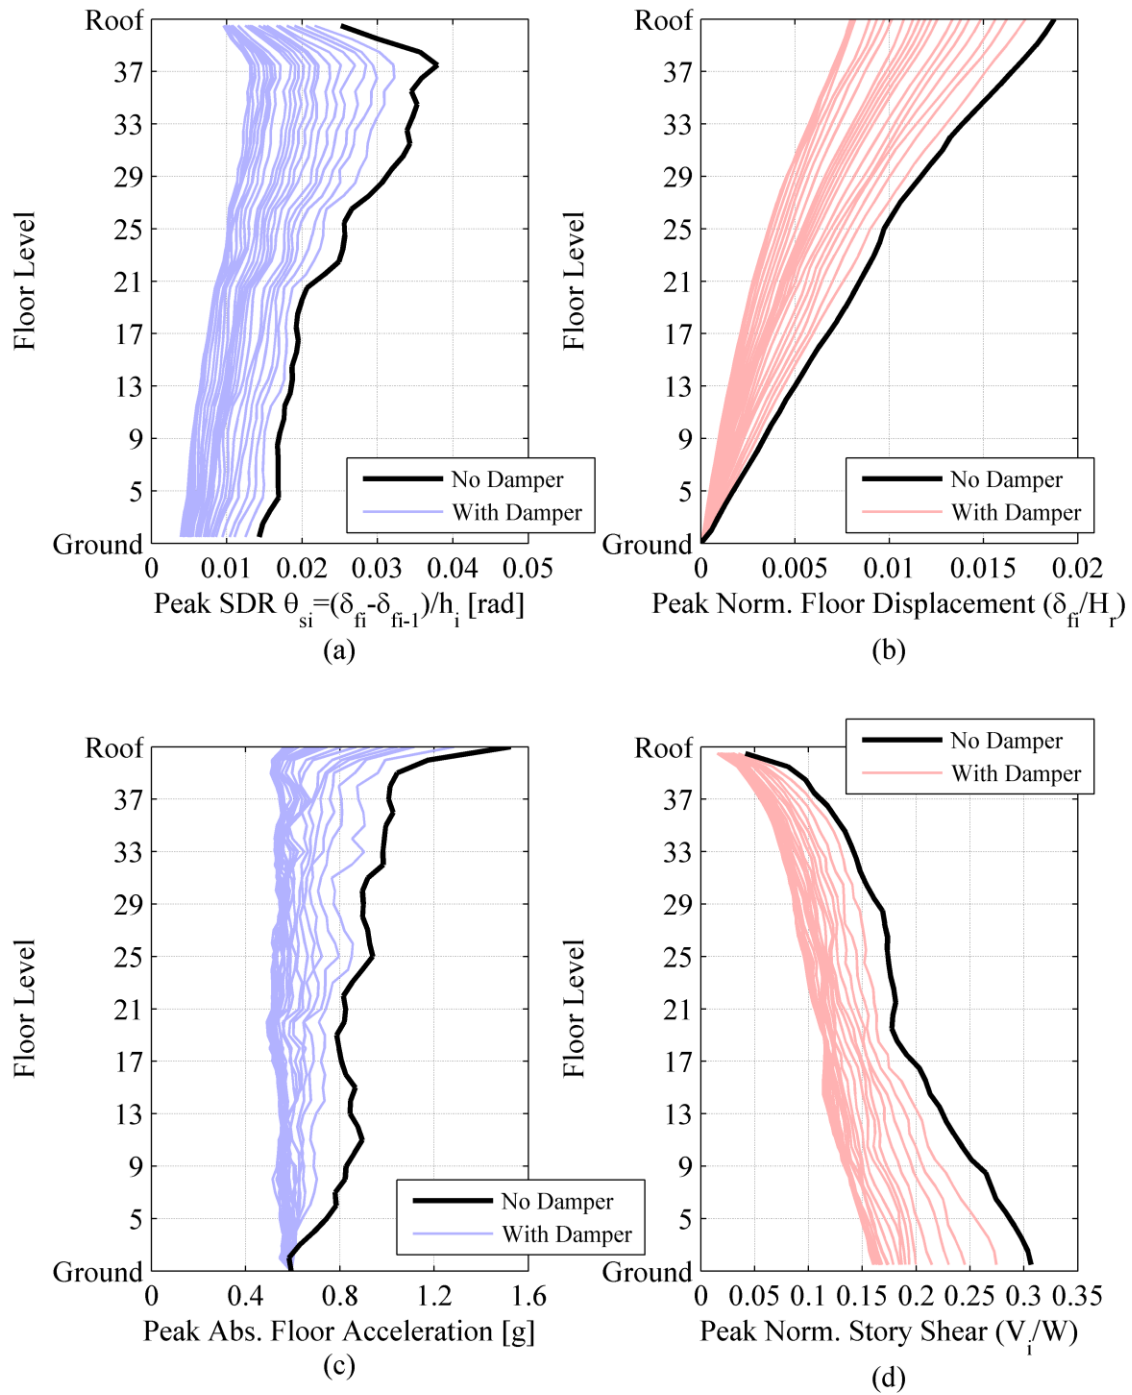 Roof
37
33
29
25
21
17
13
9
5
Ground
Floor Level
No Damper
With Damper
0 0.01 0.02 0.03 0.04 0.05
Peak SDR θsi=(δfi-δfi-1)/hi [rad]
(a)
Roof
37
33
29
25
21
17
13
9
5
Ground
Floor Level
No Damper
With Damper
0 0.005 0.01 0.015 0.02
Peak Norm. Floor Displacement (δfi/Hr)
(b)
Roof
37
33
29
25
21
17
13
9
5
Ground
Floor Level
No Damper
With Damper
0 0.4 0.8 1.2 1.6
Peak Abs. Floor Acceleration [g]
(c)
Roof
37
33
29
25
21
17
13
9
5
Ground
Floor Level
No Damper
With Damper
0 0.05 0.1 0.15 0.2 0.25 0.3 0.35
Peak Norm. Story Shear (Vi/W)
(d)